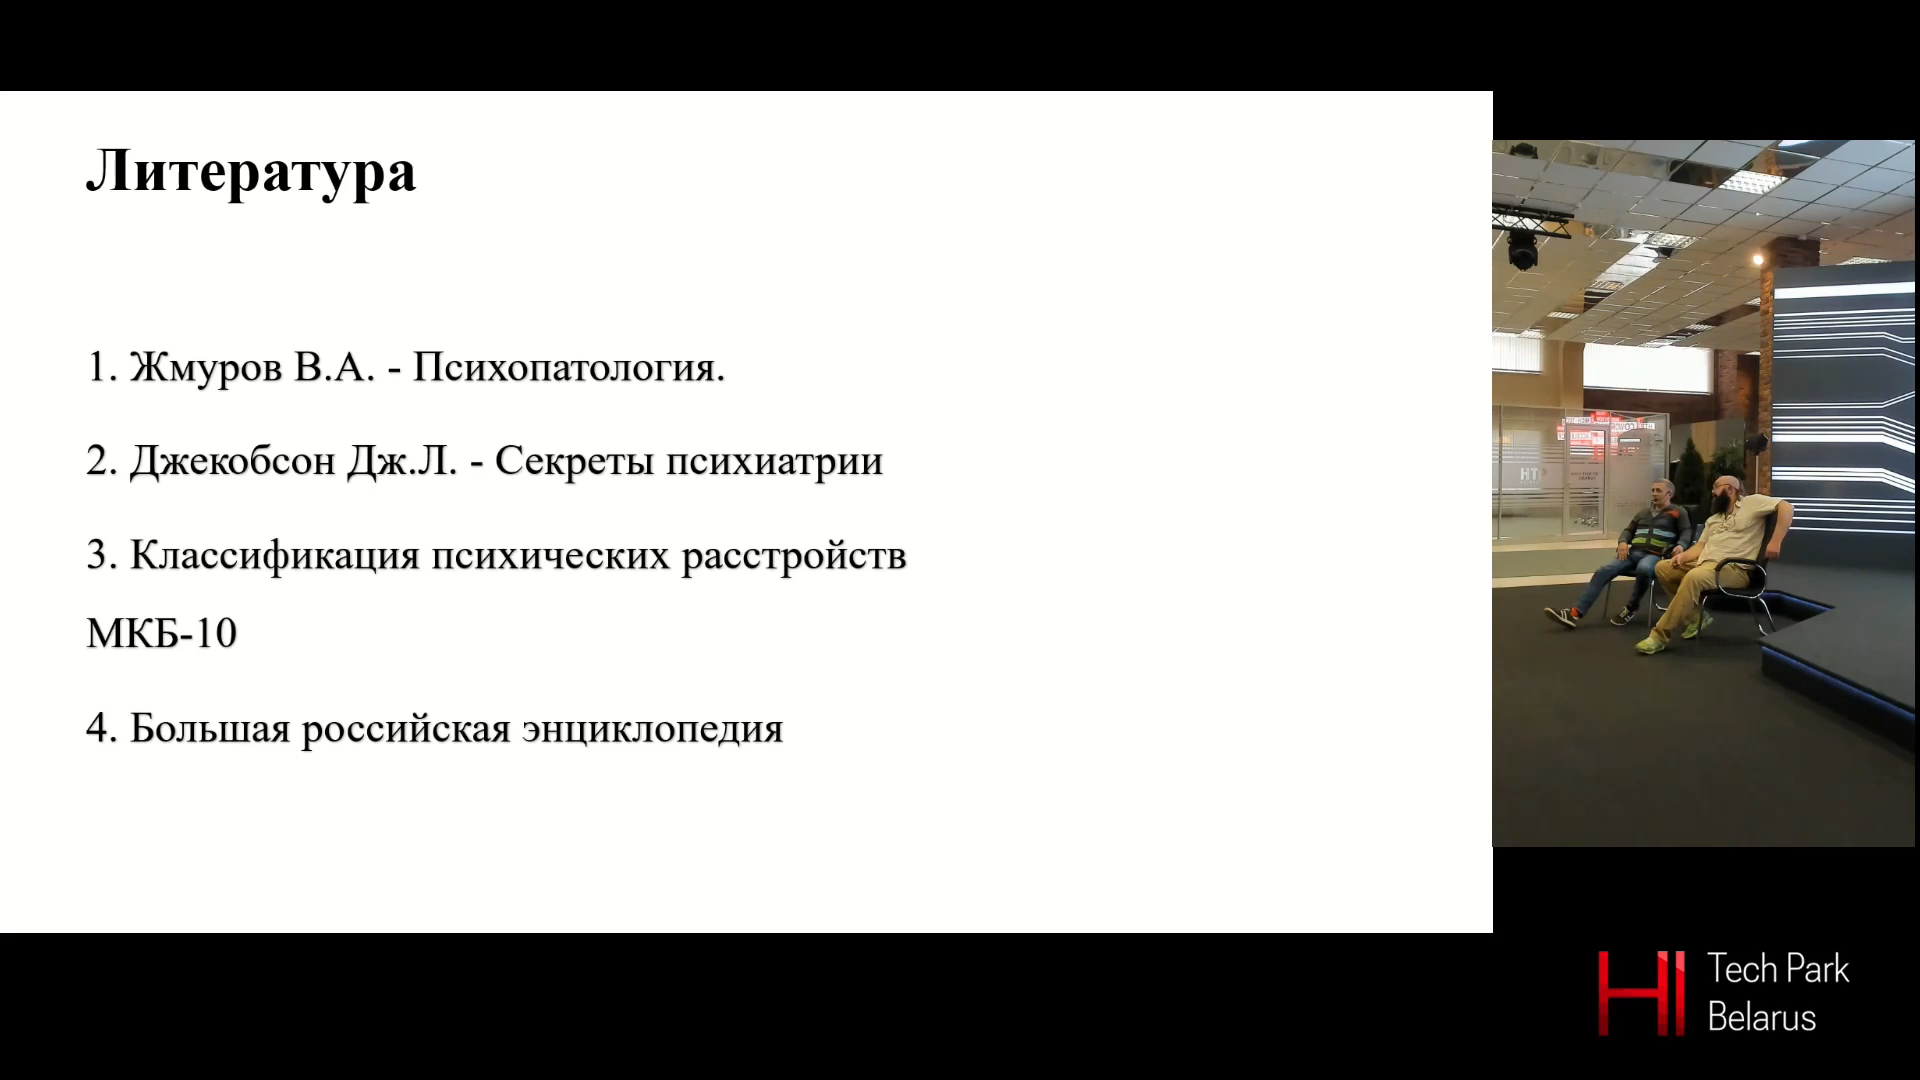 Литература
1. Жмуров В.А. - Психопатология.
2. Джекобсон Дж.Л. - Секреты психиатрии
3. Классификация психических расстройств
МКБ-10
4. Большая российская энциклопедия
Tech Park
Belarus